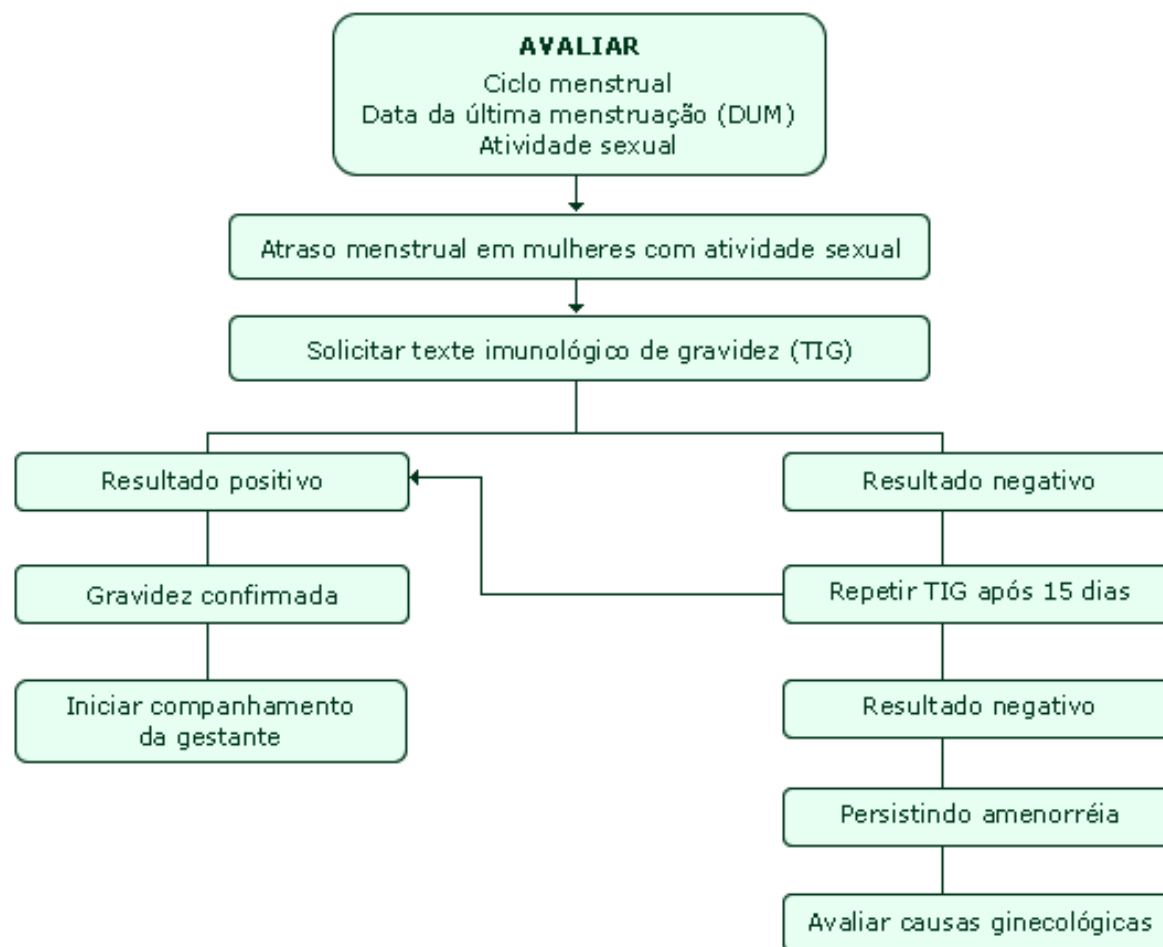 AVALIAR
Ciclo menstrual
Data da última menstruação (DUM)
Atividade sexual
Atraso menstrual em mulheres com atividade sexual
Solicitar texte imunológico de gravidez (TIG)
Resultado positivo
Resultado negativo
Gravidez confirmada
Repetir TIG após 15 dias
Iniciar companhamento
da gestante
Resultado negativo
Persistindo amenorréia
Avaliar causas ginecológicas